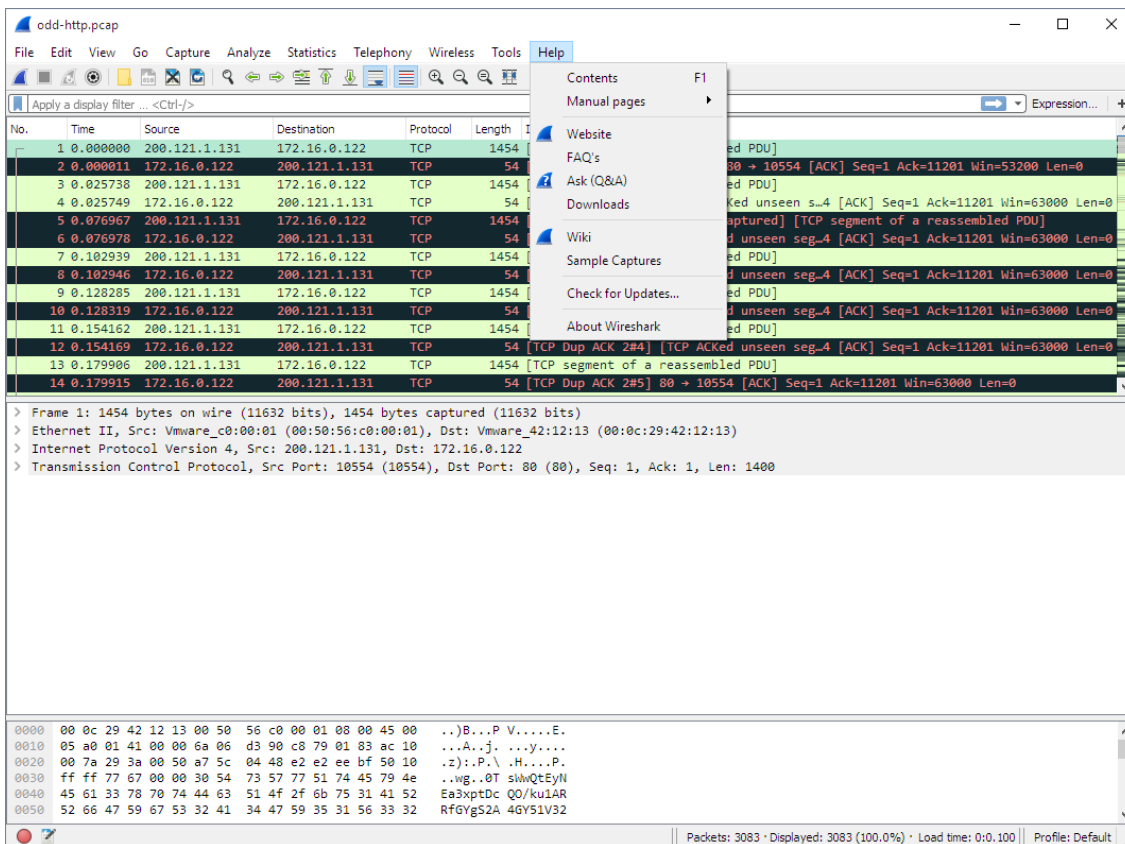 odd-http.pcap
File Edit View Go Capture Analyze Statistics Telephony Wireless Tools Help
Contents F1
Manual pages
Website
FAQ's
Ask (Q&A)
Downloads
Wiki
Sample Captures
Check for Updates...
About Wireshark
Apply a display filter ... <Ctrl-/> Expression... +
No. Time Source Destination Protocol Length
1 0.000000 200.121.1.131 172.16.0.122 TCP 1454 [ ed PDU]
2 0.000011 172.16.0.122 200.121.1.131 TCP 54 [ 80 → 10554 [ACK] Seq=1 Ack=11201 Win=53200 Len=0
3 0.025738 200.121.1.131 172.16.0.122 TCP 1454 [ ed PDU]
4 0.025749 172.16.0.122 200.121.1.131 TCP 54 [ Ked unseen s…4 [ACK] Seq=1 Ack=11201 Win=63000 Len=0
5 0.076967 200.121.1.131 172.16.0.122 TCP 1454 [ aptured] [TCP segment of a reassembled PDU]
6 0.076978 172.16.0.122 200.121.1.131 TCP 54 [ d unseen seg…4 [ACK] Seq=1 Ack=11201 Win=63000 Len=0
7 0.102939 200.121.1.131 172.16.0.122 TCP 1454 [ ed PDU]
8 0.102946 172.16.0.122 200.121.1.131 TCP 54 [ d unseen seg…4 [ACK] Seq=1 Ack=11201 Win=63000 Len=0
9 0.128285 200.121.1.131 172.16.0.122 TCP 1454 [ ed PDU]
10 0.128319 172.16.0.122 200.121.1.131 TCP 54 [ d unseen seg…4 [ACK] Seq=1 Ack=11201 Win=63000 Len=0
11 0.154162 200.121.1.131 172.16.0.122 TCP 1454 [ ed PDU]
12 0.154169 172.16.0.122 200.121.1.131 TCP 54 [TCP Dup ACK 2#4] [TCP ACKed unseen seg…4 [ACK] Seq=1 Ack=11201 Win=63000 Len=0
13 0.179906 200.121.1.131 172.16.0.122 TCP 1454 [TCP segment of a reassembled PDU]
14 0.179915 172.16.0.122 200.121.1.131 TCP 54 [TCP Dup ACK 2#5] 80 → 10554 [ACK] Seq=1 Ack=11201 Win=63000 Len=0
> Frame 1: 1454 bytes on wire (11632 bits), 1454 bytes captured (11632 bits)
> Ethernet II, Src: Vmware_c0:00:01 (00:50:56:c0:00:01), Dst: Vmware_42:12:13 (00:0c:29:42:12:13)
> Internet Protocol Version 4, Src: 200.121.1.131, Dst: 172.16.0.122
> Transmission Control Protocol, Src Port: 10554 (10554), Dst Port: 80 (80), Seq: 1, Ack: 1, Len: 1400
0000 00 0c 29 42 12 13 00 50 56 c0 00 01 08 00 45 00 ..)B...P V.....E.
0010 05 a0 01 41 00 00 6a 06 d3 90 c8 79 01 83 ac 10 ...A..j. ...y....
0020 00 7a 29 3a 00 50 a7 5c 04 48 e2 e2 ee bf 50 10 .z):.P.\ .H....P.
0030 ff ff 77 67 00 00 30 54 73 57 77 51 74 45 79 4e ..wg..0T sWwQtEyN
0040 45 61 33 78 70 74 44 63 51 4f 2f 6b 75 31 41 52 Ea3xptDc QO/ku1AR
0050 52 66 47 59 67 53 32 41 34 47 59 35 31 56 33 32 RfGYgS2A 4GY51V32
Packets: 3083 · Displayed: 3083 (100.0%) · Load time: 0:0.100 Profile: Default